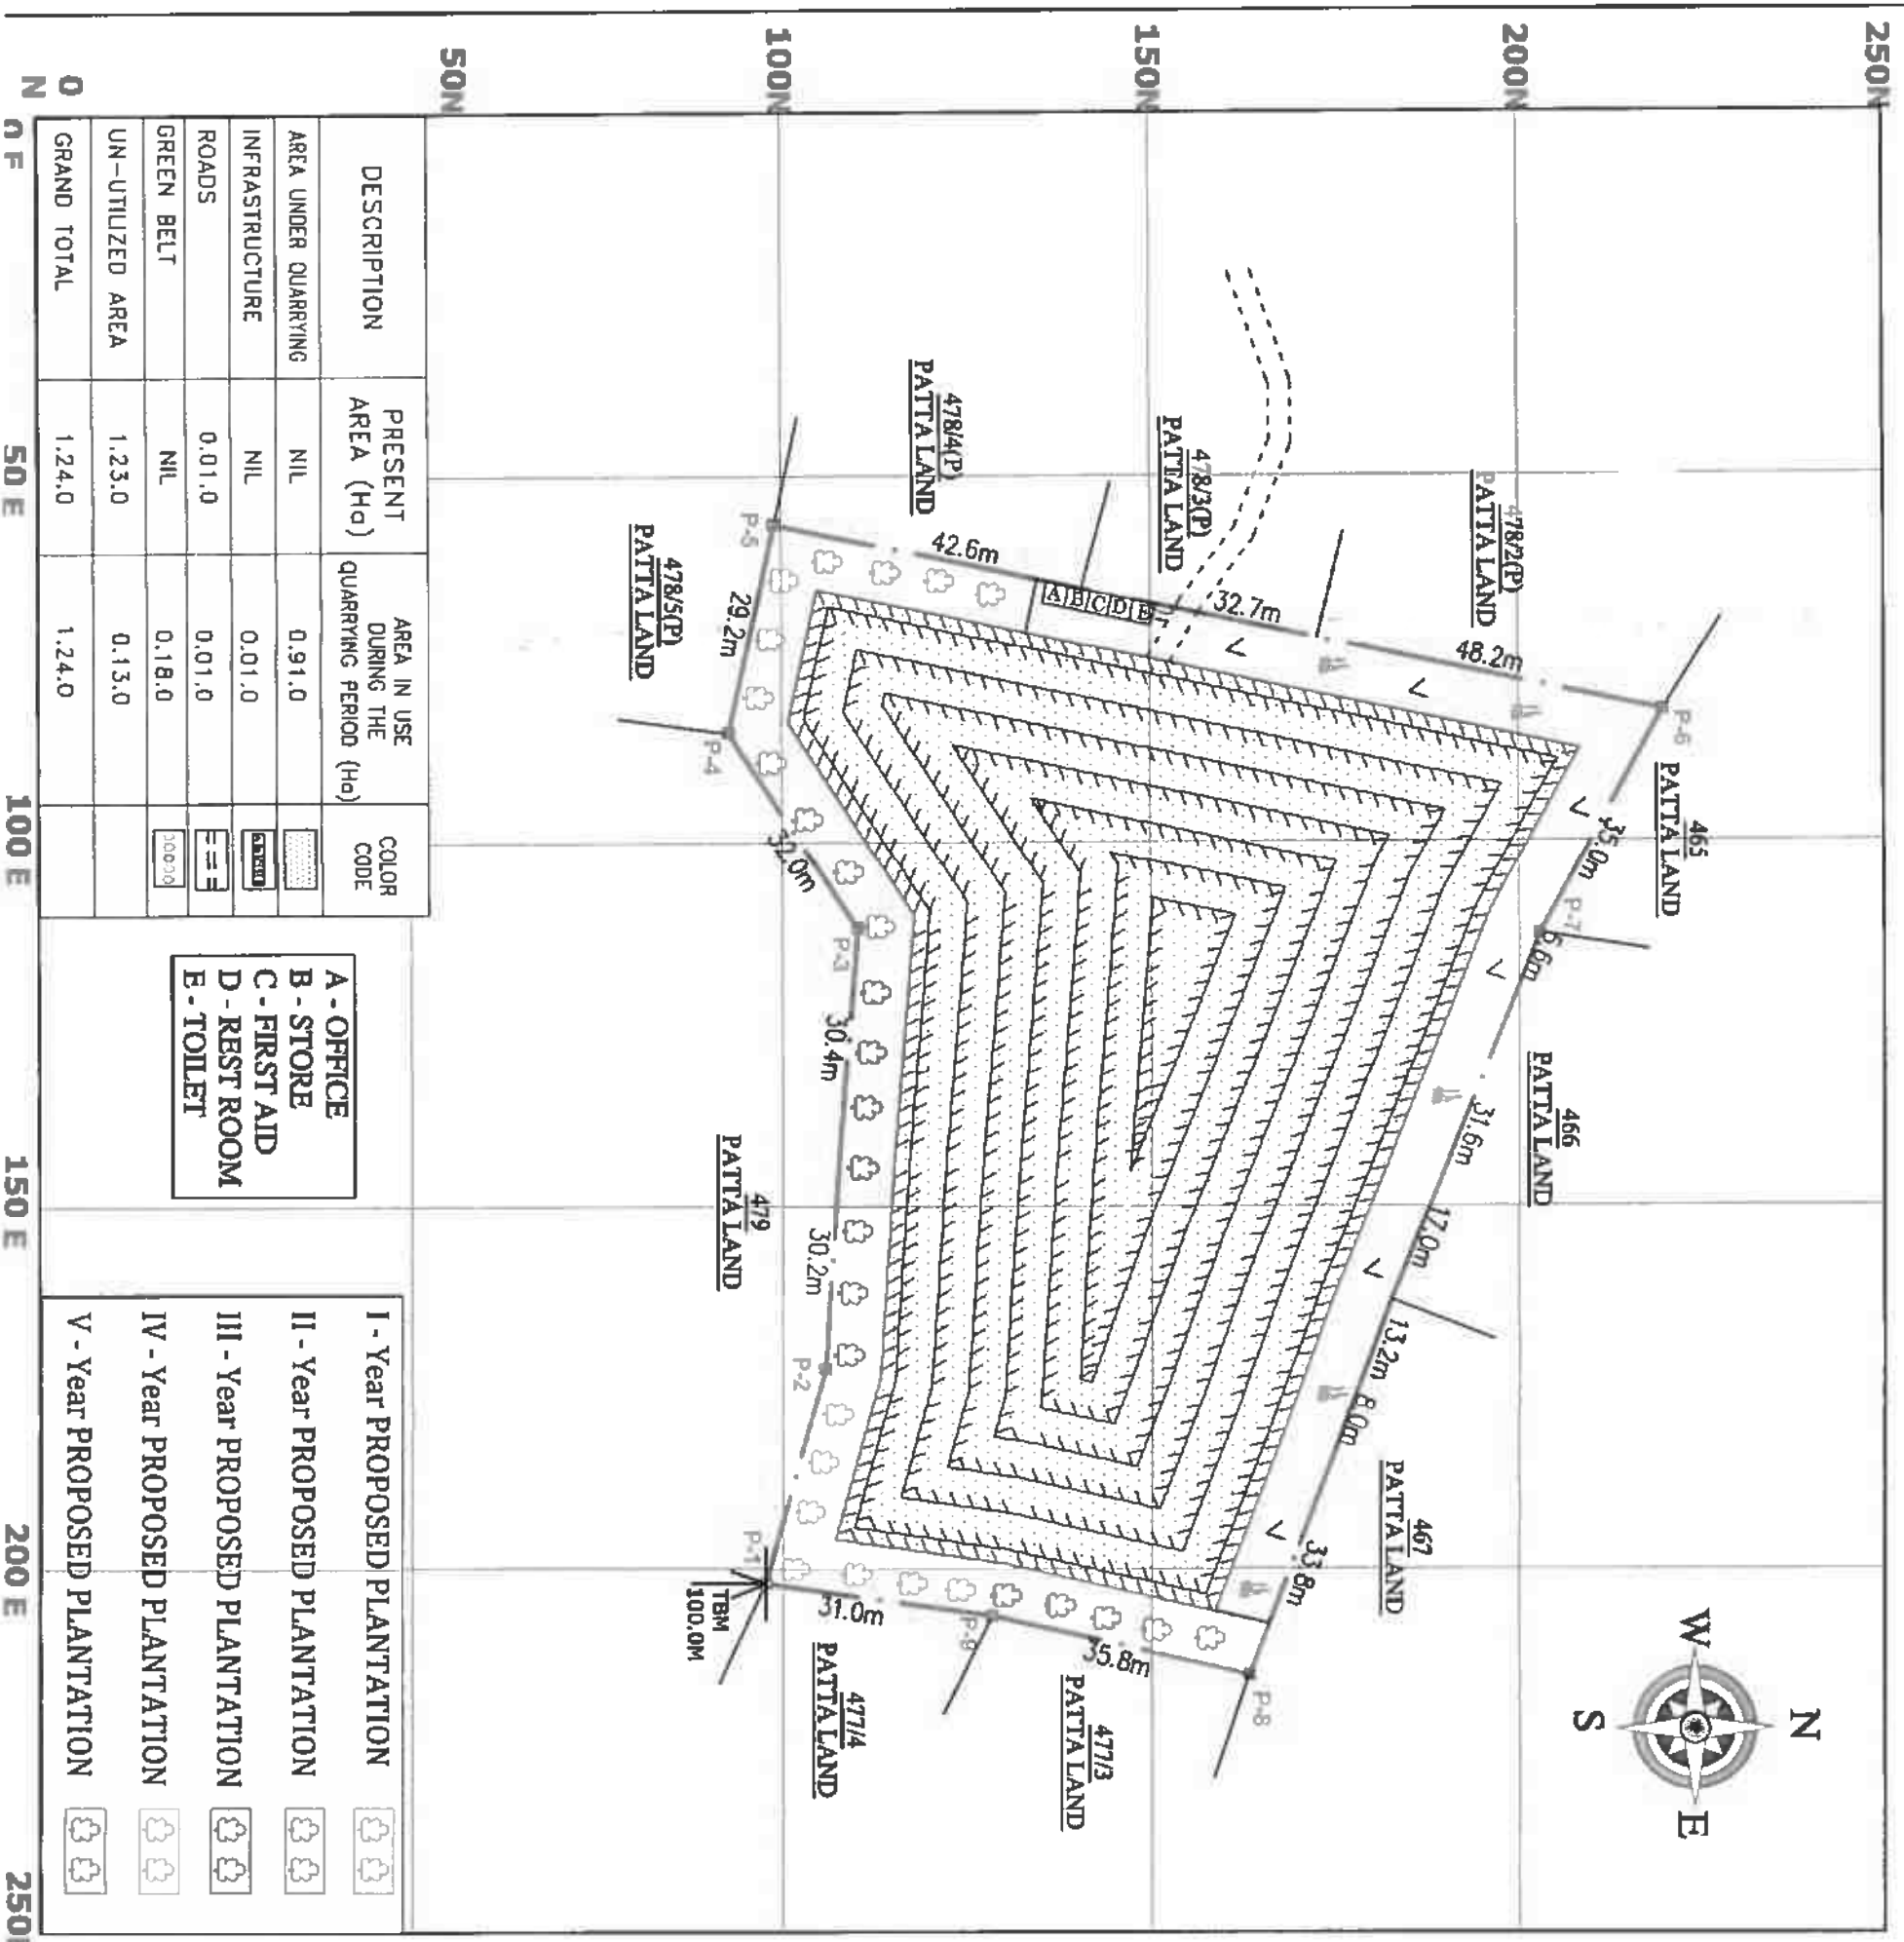 250N
200N
150N
100N
50N
0
N
0 E
50 E
100 E
150 E
200 E
250
N
W
E
S
465
PATTA LAND
466
PATTA LAND
467
PATTA LAND
478/2(P)
PATTA LAND
478/3(P)
PATTA LAND
478/4(P)
PATTA LAND
478/5(P)
PATTA LAND
479
PATTA LAND
477/4
PATTA LAND
477/3
PATTA LAND
P-6
P-7
P-8
P-9
P-1
P-2
P-3
P-4
P-5
35.0m
6.6m
31.6m
17.0m
13.2m
8.0m
33.8m
35.8m
31.0m
30.2m
30.4m
32.0m
29.2m
42.6m
32.7m
48.2m
A B C D E
TBM
100.0M
DESCRIPTION PRESENT AREA (Ha) AREA IN USE DURING THE QUARRYING PERIOD (Ha) COLOR CODE
AREA UNDER QUARRYING NIL 0.91.0
INFRASTRUCTURE NIL 0.01.0
ROADS 0.01.0 0.01.0
GREEN BELT NIL 0.18.0
UN-UTILIZED AREA 1.23.0 0.13.0
GRAND TOTAL 1.24.0 1.24.0
A - OFFICE
B - STORE
C - FIRST AID
D - REST ROOM
E - TOILET
I - Year PROPOSED PLANTATION
II - Year PROPOSED PLANTATION
III - Year PROPOSED PLANTATION
IV - Year PROPOSED PLANTATION
V - Year PROPOSED PLANTATION